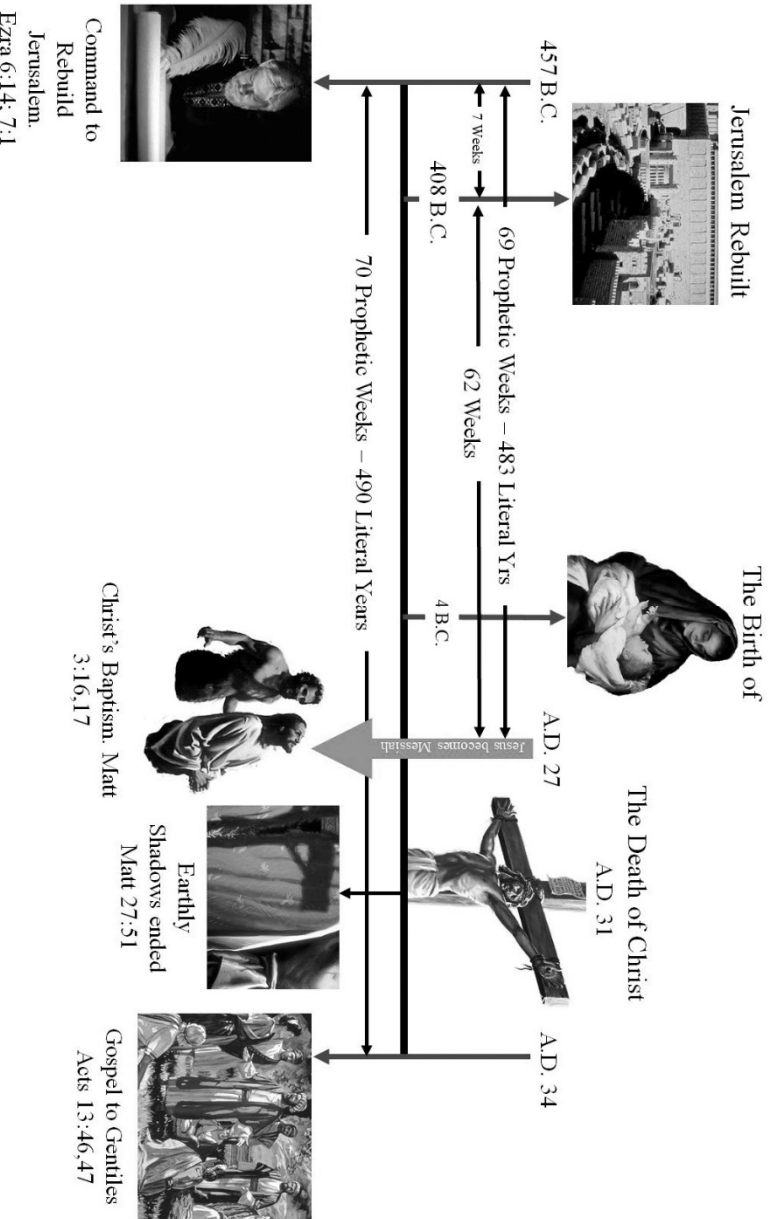 Jerusalem Rebuilt
The Birth of
The Death of Christ
A.D. 31
457 B.C.
A.D. 27
A.D. 34
69 Prophetic Weeks – 483 Literal Yrs
7 Weeks
62 Weeks
Jesus becomes Messiah
408 B.C.
4 B.C.
70 Prophetic Weeks – 490 Literal Years
Command to
Rebuild
Jerusalem.
Ezra 6:14; 7:1
Christ's Baptism. Matt
3:16,17
Earthly
Shadows ended
Matt 27:51
Gospel to Gentiles
Acts 13:46,47